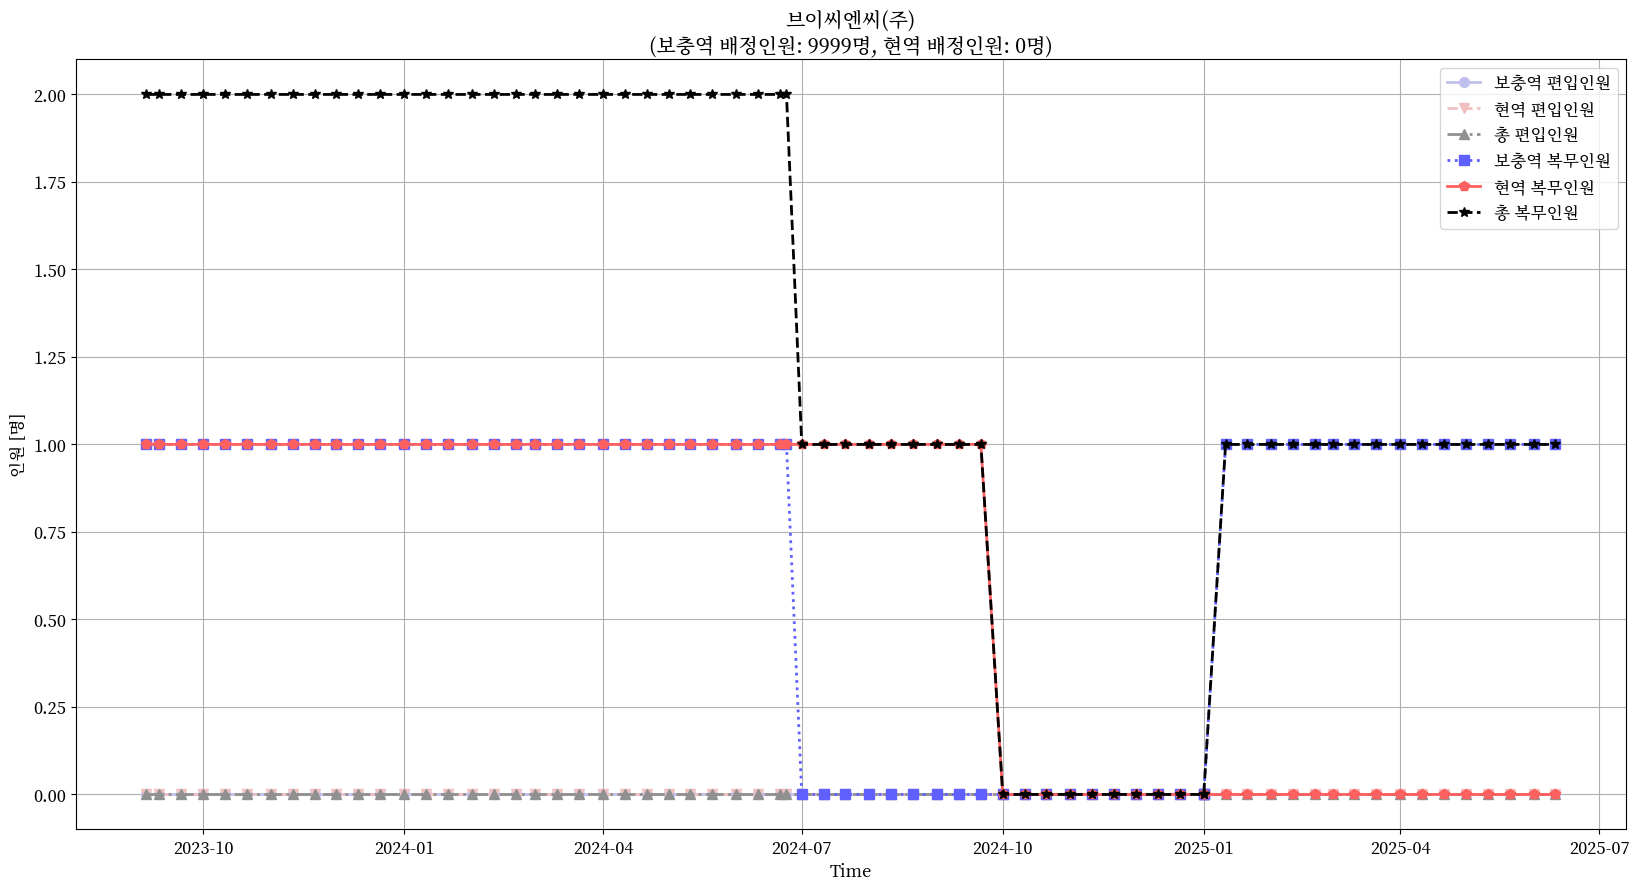 브이씨엔씨(주)
(보충역 배정인원: 9999명, 현역 배정인원: 0명)
보충역 편입인원
현역 편입인원
총 편입인원
보충역 복무인원
현역 복무인원
총 복무인원
인원 [명]
2.00
1.75
1.50
1.25
1.00
0.75
0.50
0.25
0.00
2023-10
2024-01
2024-04
2024-07
2024-10
2025-01
2025-04
2025-07
Time